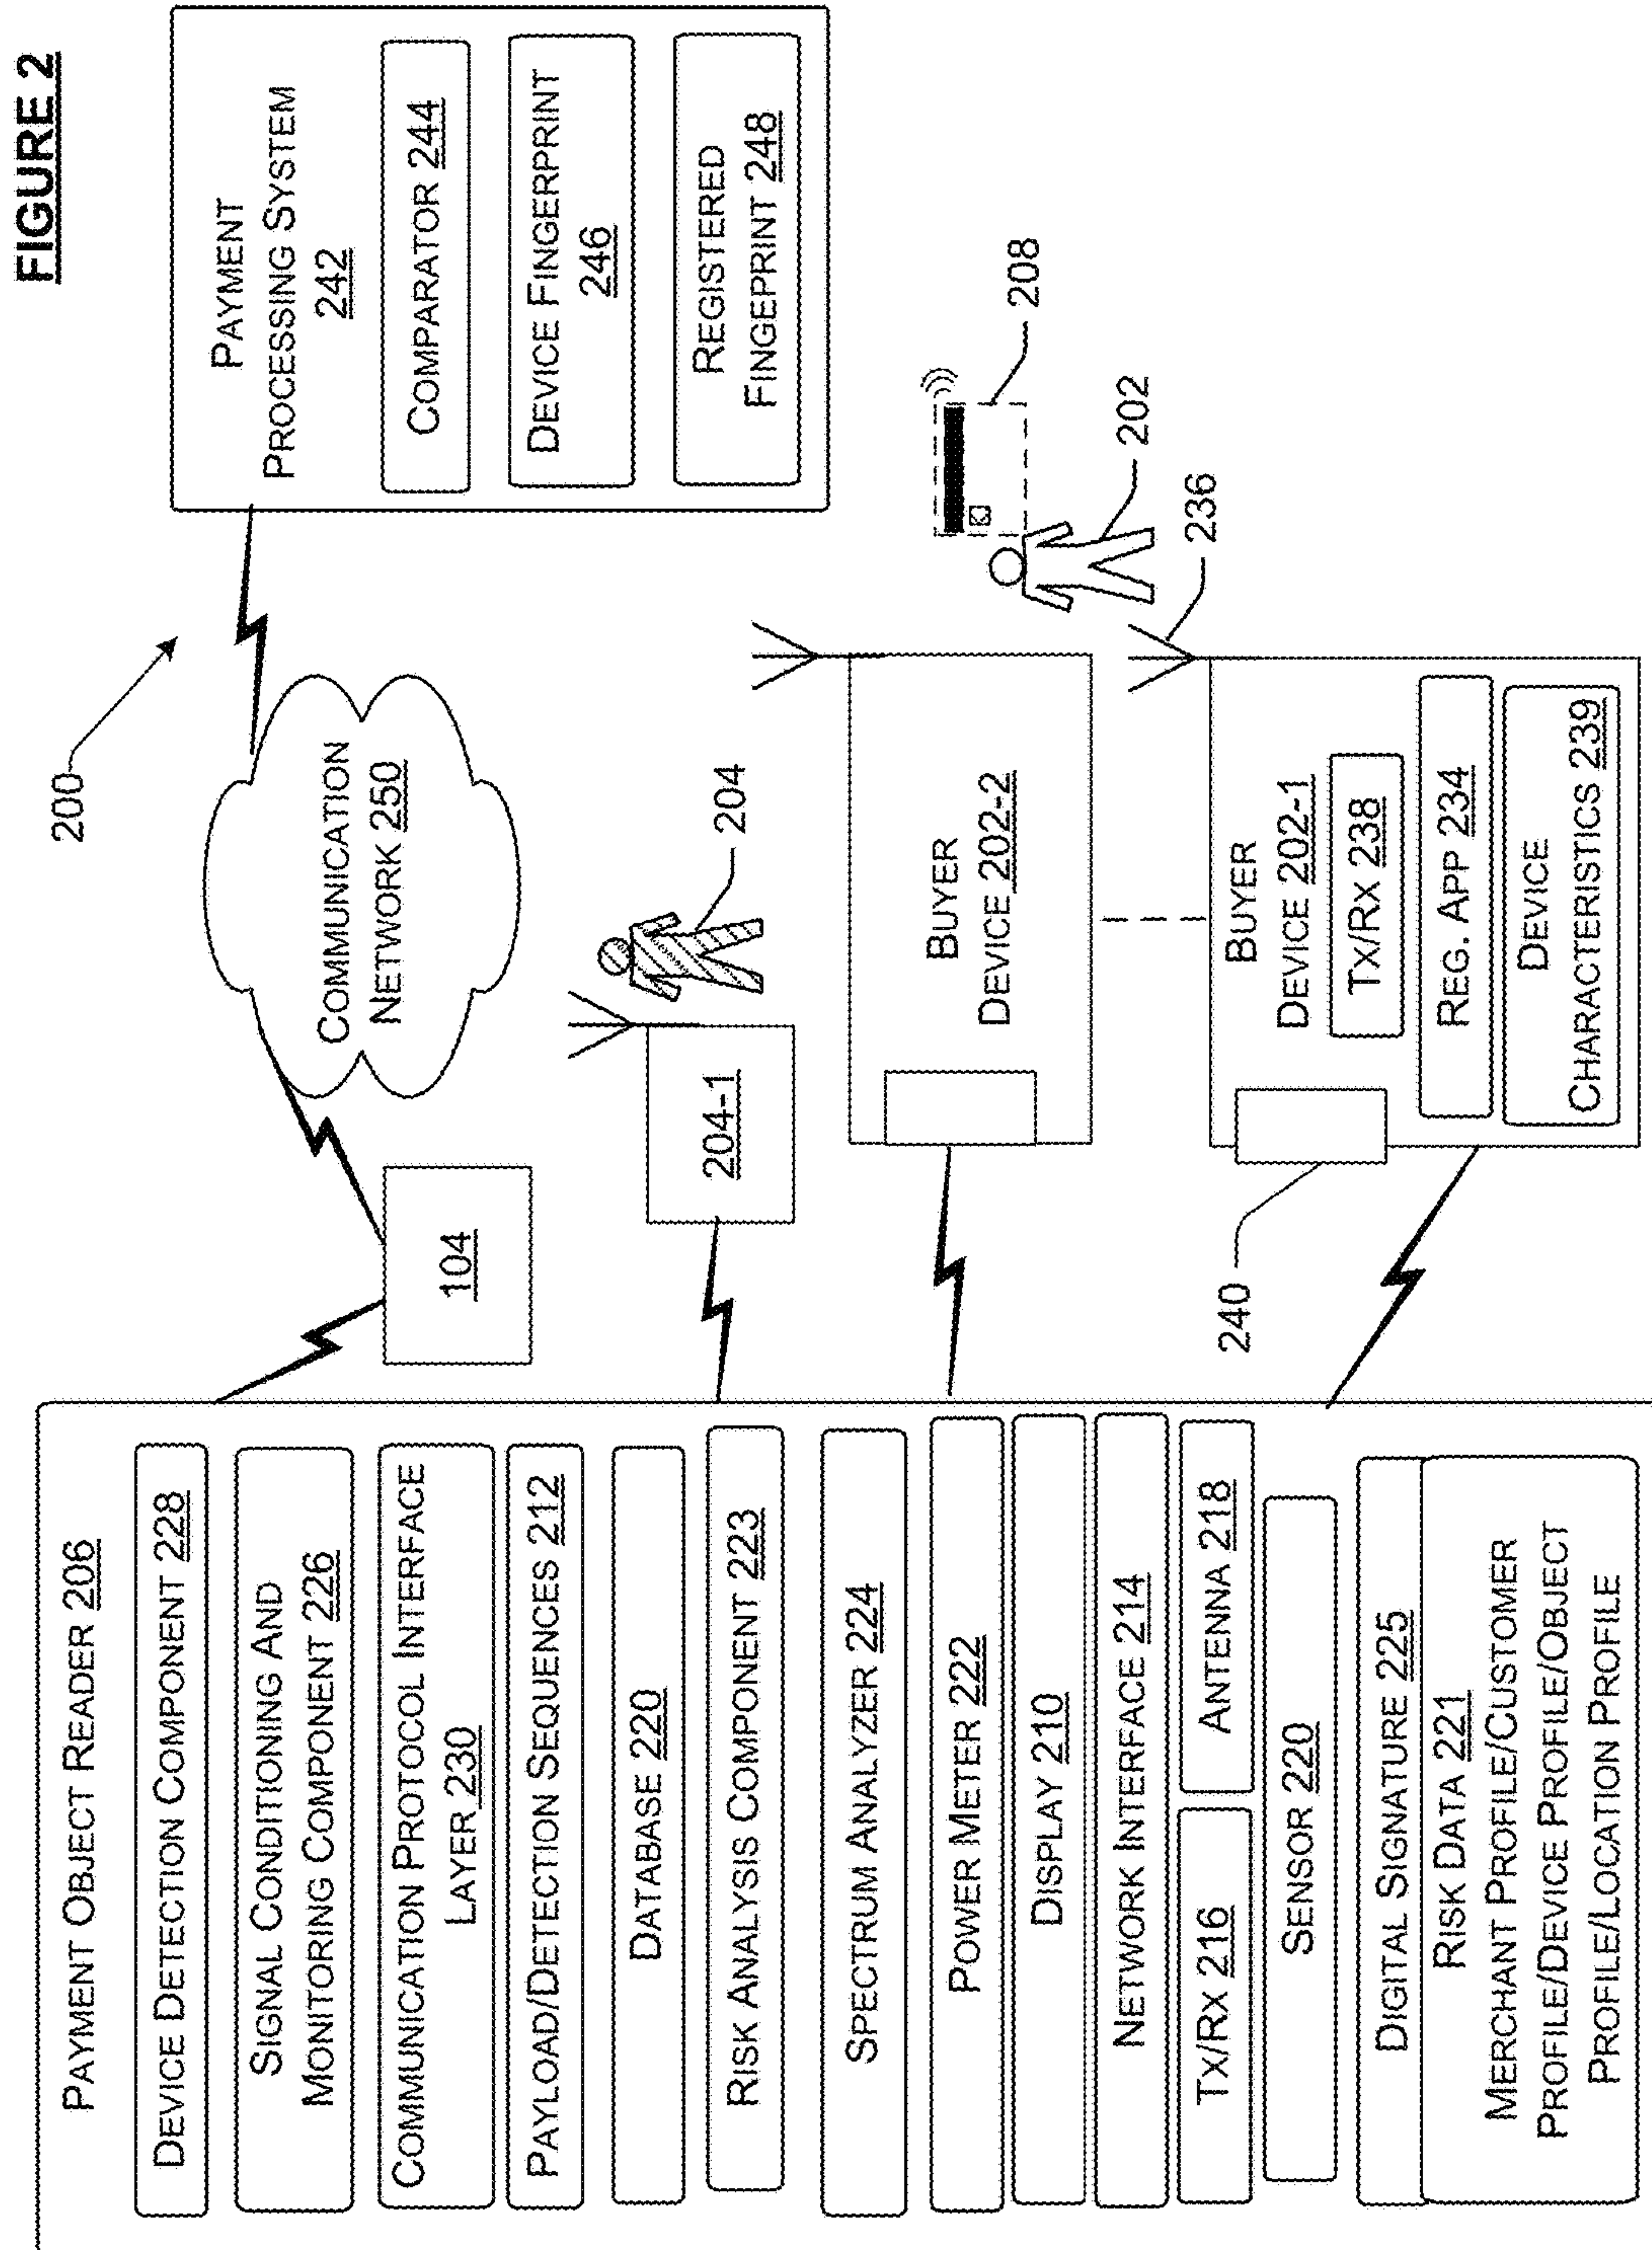 FIGURE 2
200
PAYMENT OBJECT READER 206
DEVICE DETECTION COMPONENT 228
SIGNAL CONDITIONING AND
MONITORING COMPONENT 226
COMMUNICATION PROTOCOL INTERFACE
LAYER 230
PAYLOAD/DETECTION SEQUENCES 212
DATABASE 220
RISK ANALYSIS COMPONENT 223
SPECTRUM ANALYZER 224
POWER METER 222
DISPLAY 210
NETWORK INTERFACE 214
TX/RX 216
ANTENNA 218
SENSOR 220
DIGITAL SIGNATURE 225
RISK DATA 221
MERCHANT PROFILE/CUSTOMER
PROFILE/DEVICE PROFILE/OBJECT
PROFILE/LOCATION PROFILE
104
COMMUNICATION
NETWORK 250
204-1
204
BUYER
DEVICE 202-2
240
BUYER
DEVICE 202-1
TX/RX 238
REG. APP 234
DEVICE
CHARACTERISTICS 239
236
202
208
PAYMENT
PROCESSING SYSTEM
242
COMPARATOR 244
DEVICE FINGERPRINT
246
REGISTERED
FINGEPRINT 248